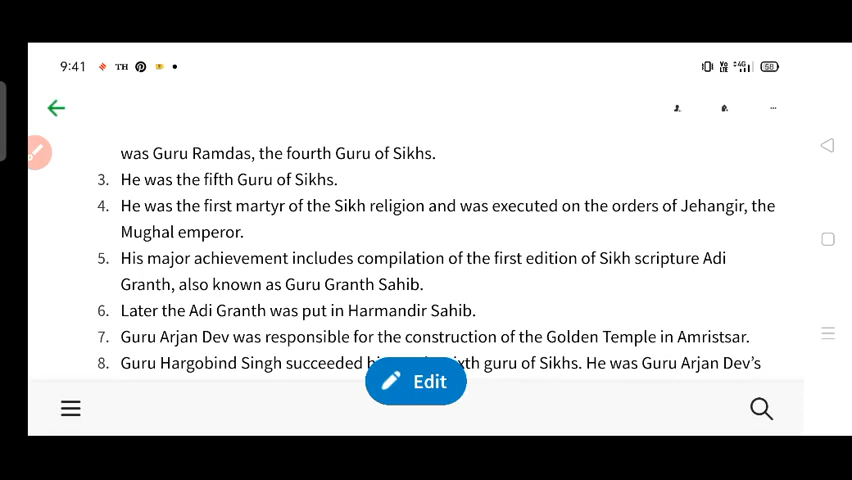 9:41 TH Vo LTE 4G 58
was Guru Ramdas, the fourth Guru of Sikhs.
3. He was the fifth Guru of Sikhs.
4. He was the first martyr of the Sikh religion and was executed on the orders of Jehangir, the
Mughal emperor.
5. His major achievement includes compilation of the first edition of Sikh scripture Adi
Granth, also known as Guru Granth Sahib.
6. Later the Adi Granth was put in Harmandir Sahib.
7. Guru Arjan Dev was responsible for the construction of the Golden Temple in Amristsar.
8. Guru Hargobind Singh succeeded guru of Sikhs. He was Guru Arjan Dev's
Edit